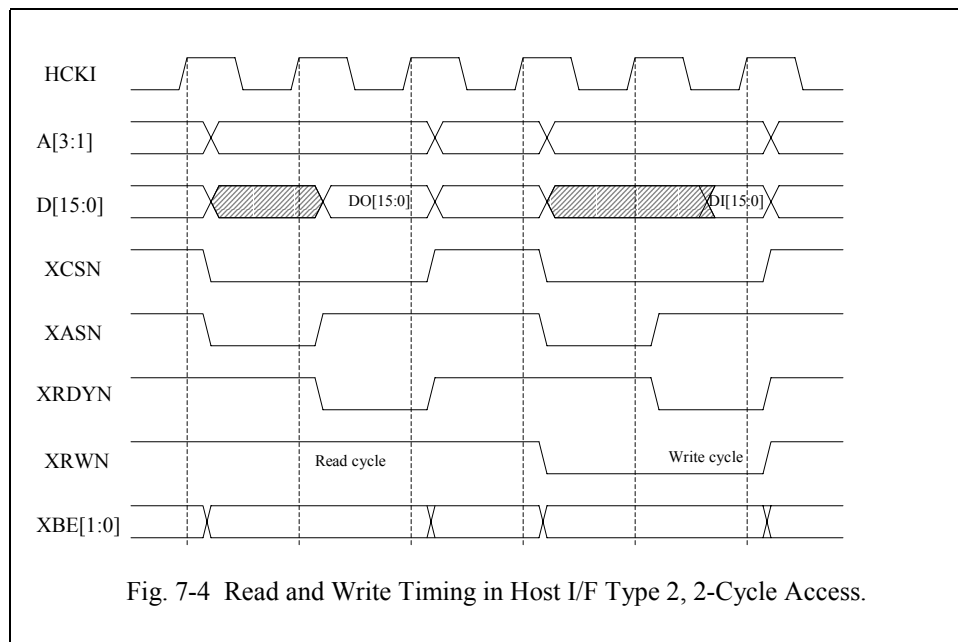 HCKI
A[3:1]
D[15:0]
DO[15:0]
DI[15:0]
XCSN
XASN
XRDYN
XRWN
Read cycle
Write cycle
XBE[1:0]
Fig. 7-4 Read and Write Timing in Host I/F Type 2, 2-Cycle Access.